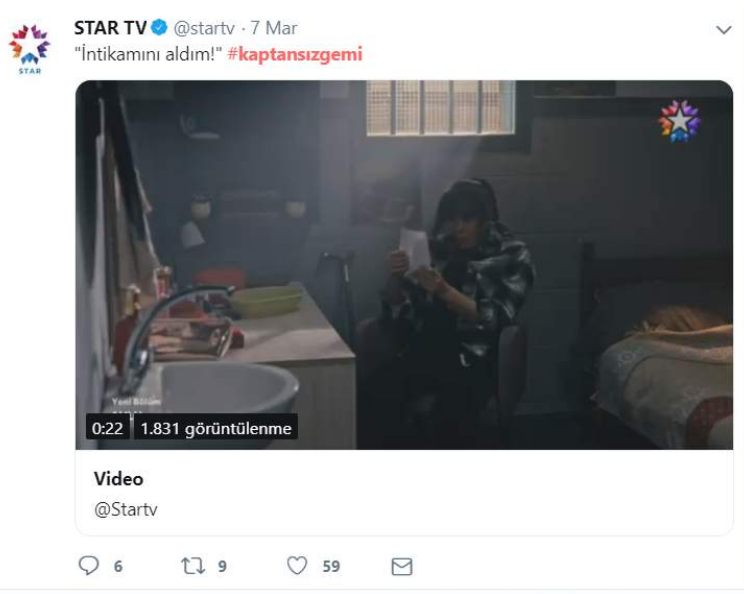 STAR TV @startv · 7 Mar
"İntikamını aldım!" #kaptansızgemi
STAR
Yeni Bölüm
0:22 1.831 görüntülenme
Video
@Startv
6 9 59